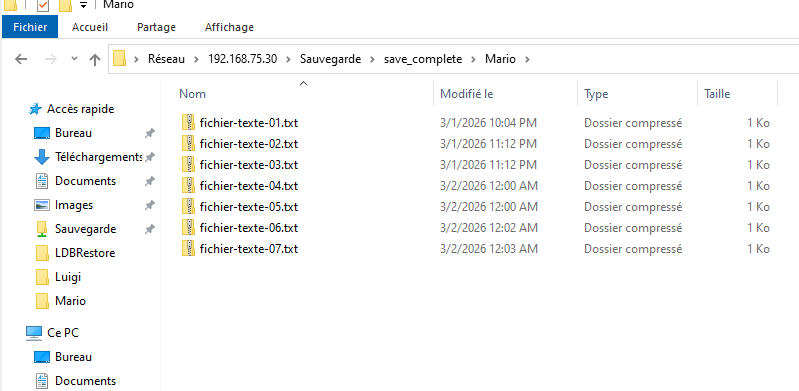 Mario
Fichier Accueil Partage Affichage
Réseau 192.168.75.30 Sauvegarde save_complete Mario
Nom Modifié le Type Taille
Accès rapide
Bureau
Téléchargements
Documents
Images
Sauvegarde
LDBRestore
Luigi
Mario
Ce PC
Bureau
Documents
fichier-texte-01.txt 3/1/2026 10:04 PM Dossier compressé 1 Ko
fichier-texte-02.txt 3/1/2026 11:12 PM Dossier compressé 1 Ko
fichier-texte-03.txt 3/1/2026 11:12 PM Dossier compressé 1 Ko
fichier-texte-04.txt 3/2/2026 12:00 AM Dossier compressé 1 Ko
fichier-texte-05.txt 3/2/2026 12:00 AM Dossier compressé 1 Ko
fichier-texte-06.txt 3/2/2026 12:02 AM Dossier compressé 1 Ko
fichier-texte-07.txt 3/2/2026 12:03 AM Dossier compressé 1 Ko